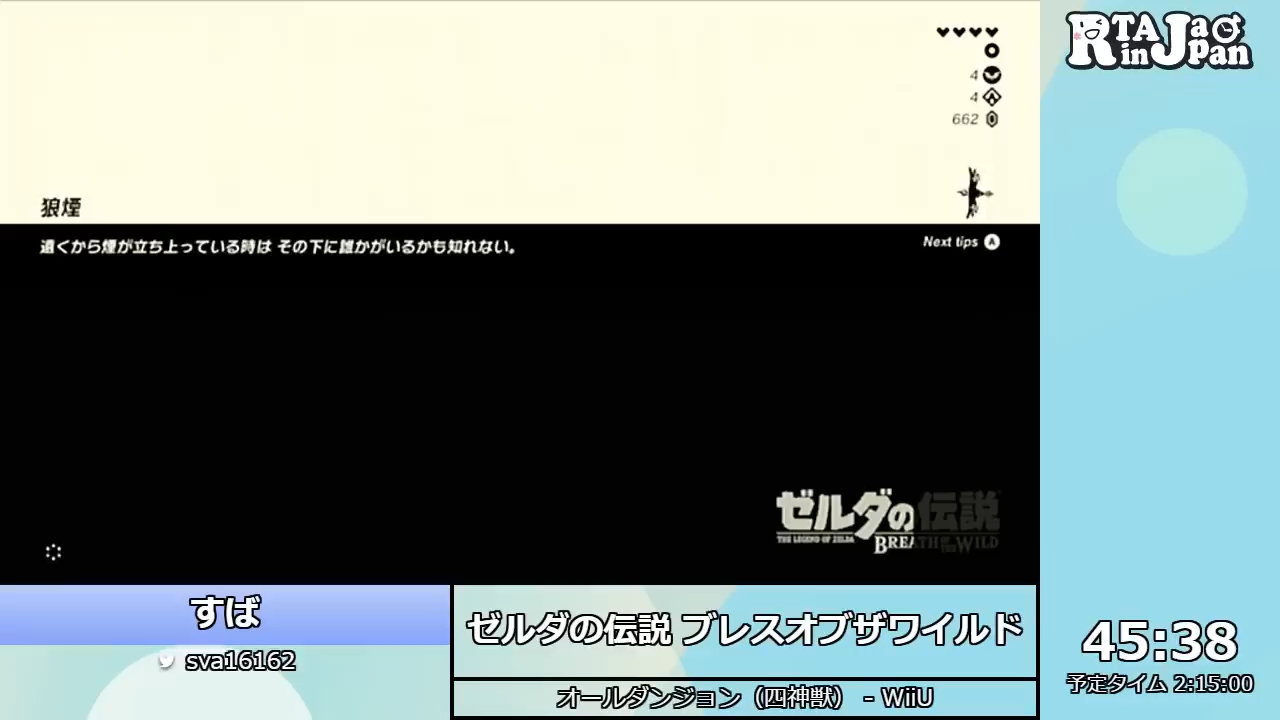 4
4
662
狼煙
遠くから煙が立ち上っている時は その下に誰かがいるかも知れない。
Next tips A
ゼルダの伝説
THE LEGEND OF ZELDA
BREATH OF THE WILD
RTA in Japan
すば
sva16162
ゼルダの伝説 ブレスオブザワイルド
オールダンジョン（四神獣） - WiiU
45:38
予定タイム 2:15:00